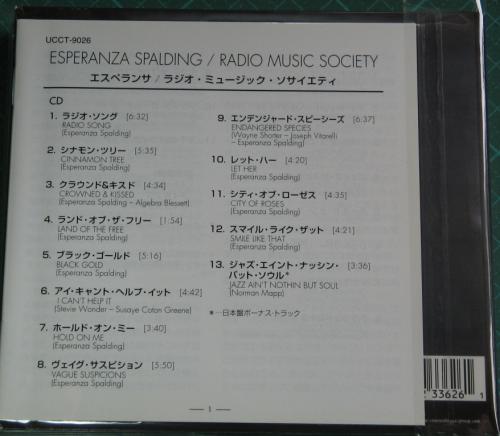 UCCT-9026
ESPERANZA SPALDING / RADIO MUSIC SOCIETY
エスペランサ / ラジオ・ミュージック・ソサイエティ
CD
1. ラジオ・ソング [6:32]
RADIO SONG
(Esperanza Spalding)
2. シナモン・ツリー [5:35]
CINNAMON TREE
(Esperanza Spalding)
3. クラウンド&キスド [4:34]
CROWNED & KISSED
(Esperanza Spalding – Algebra Blessett)
4. ランド・オブ・ザ・フリー [1:54]
LAND OF THE FREE
(Esperanza Spalding)
5. ブラック・ゴールド [5:16]
BLACK GOLD
(Esperanza Spalding)
6. アイ・キャント・ヘルプ・イット [4:42]
I CAN'T HELP IT
(Stevie Wonder – Susaye Coton Greene)
7. ホールド・オン・ミー [3:40]
HOLD ON ME
(Esperanza Spalding)
8. ヴェイグ・サスピション [5:50]
VAGUE SUSPICIONS
(Esperanza Spalding)
9. エンデンジャード・スピーシーズ [6:37]
ENDANGERED SPECIES
(Wayne Shorter – Joseph Vitarelli
– Esperanza Spalding)
10. レット・ハー [4:20]
LET HER
(Esperanza Spalding)
11. シティ・オブ・ローゼス [4:35]
CITY OF ROSES
(Esperanza Spalding)
12. スマイル・ライク・ザット [4:21]
SMILE LIKE THAT
(Esperanza Spalding)
13. ジャズ・エイント・ナッシン・
バット・ソウル* [3:36]
JAZZ AIN'T NOTHIN BUT SOUL
(Norman Mapp)
*…日本盤ボーナス・トラック
— 1 —
33626 1